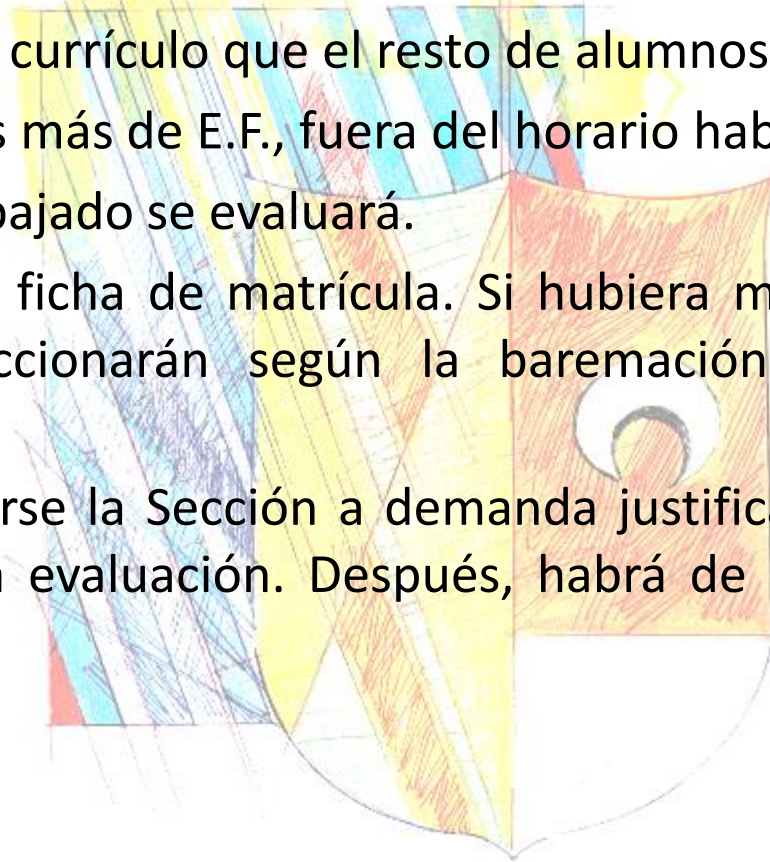 currículo que el resto de alumnos
más de E.F., fuera del horario
se evaluará.
ficha de matrícula. Si hubiera
según la baremación
la Sección a demanda
evaluación. Después, habrá de